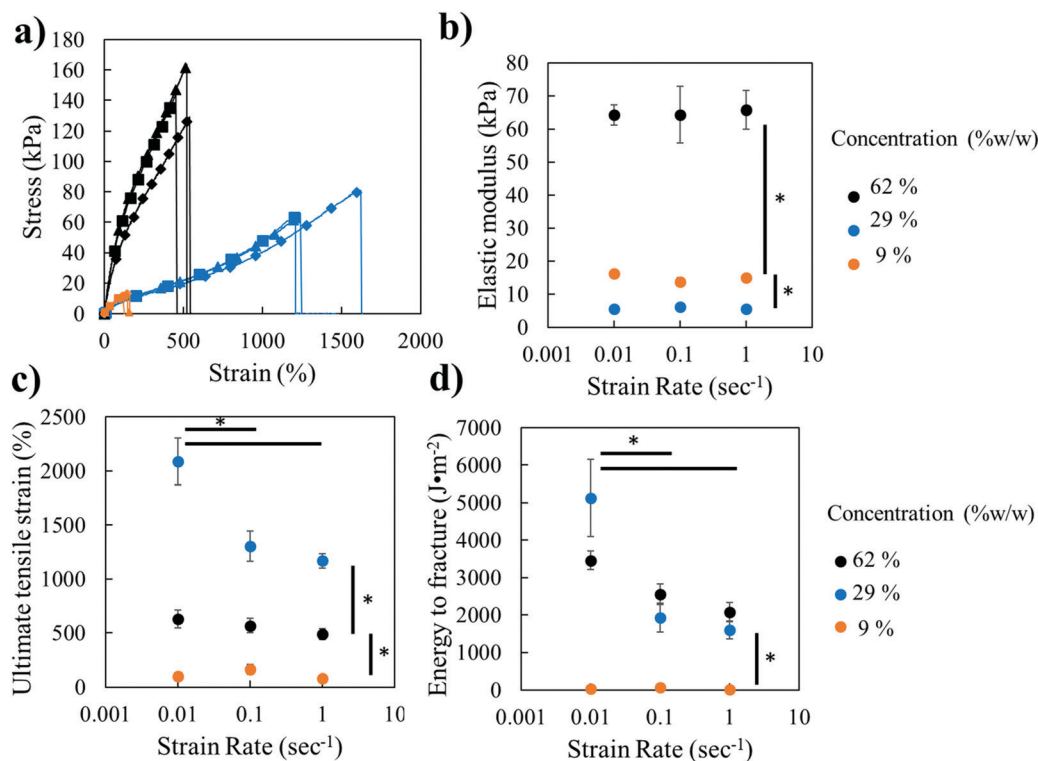 a)
180
160
140
120
100
80
60
40
20
0
0 500 1000 1500 2000
Stress (kPa)
Strain (%)
b)
80
70
60
50
40
30
20
10
0
0.001 0.01 0.1 1 10
Elastic modulus (kPa)
Strain Rate (sec⁻¹)
*
*
Concentration (%w/w)
62 %
29 %
9 %
c)
2500
2000
1500
1000
500
0
0.001 0.01 0.1 1 10
Ultimate tensile strain (%)
Strain Rate (sec⁻¹)
*
*
*
d)
7000
6000
5000
4000
3000
2000
1000
0
0.001 0.01 0.1 1 10
Energy to fracture (J•m⁻²)
Strain Rate (sec⁻¹)
*
*
Concentration (%w/w)
62 %
29 %
9 %